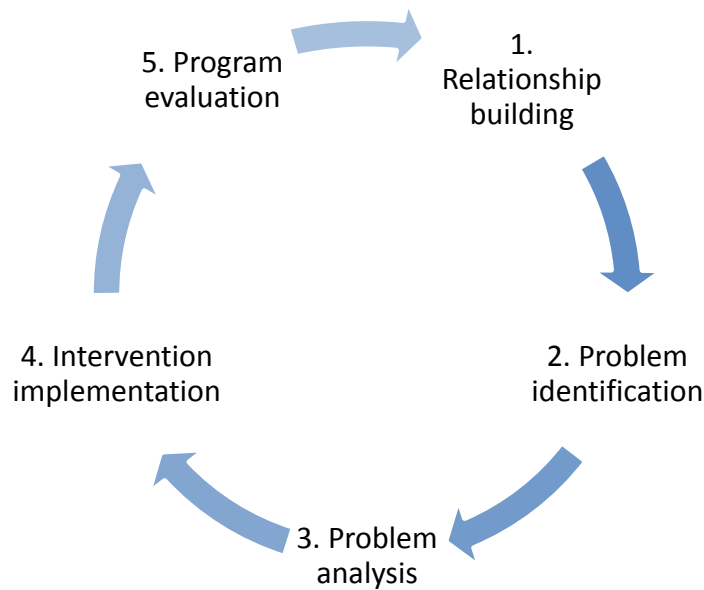 1.
Relationship
building
2. Problem
identification
3. Problem
analysis
4. Intervention
implementation
5. Program
evaluation